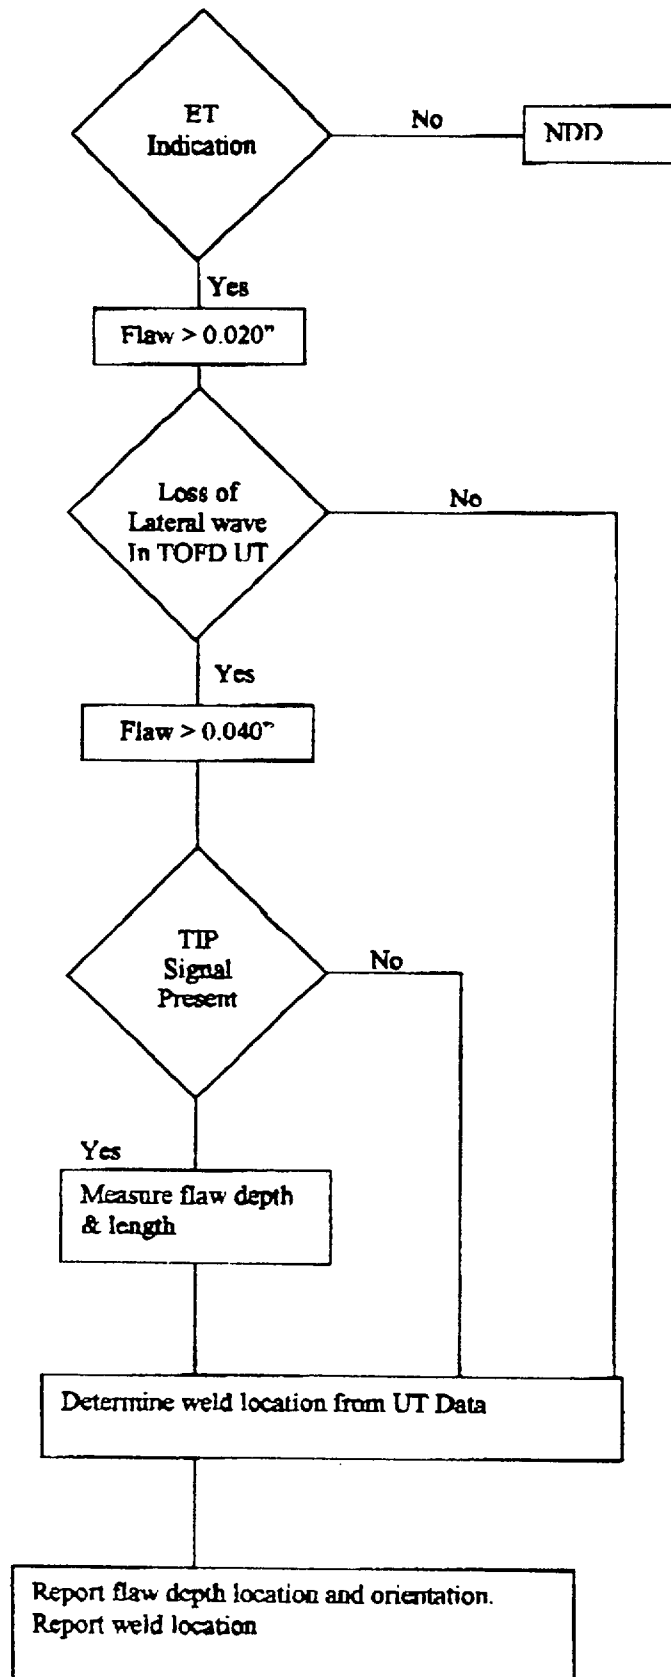 ET
Indication
No
NDD
Yes
Flaw > 0.020"
Loss of
Lateral wave
In TOFD UT
No
Yes
Flaw > 0.040"
TIP
Signal
Present
No
Yes
Measure flaw depth
& length
Determine weld location from UT Data
Report flaw depth location and orientation.
Report weld location